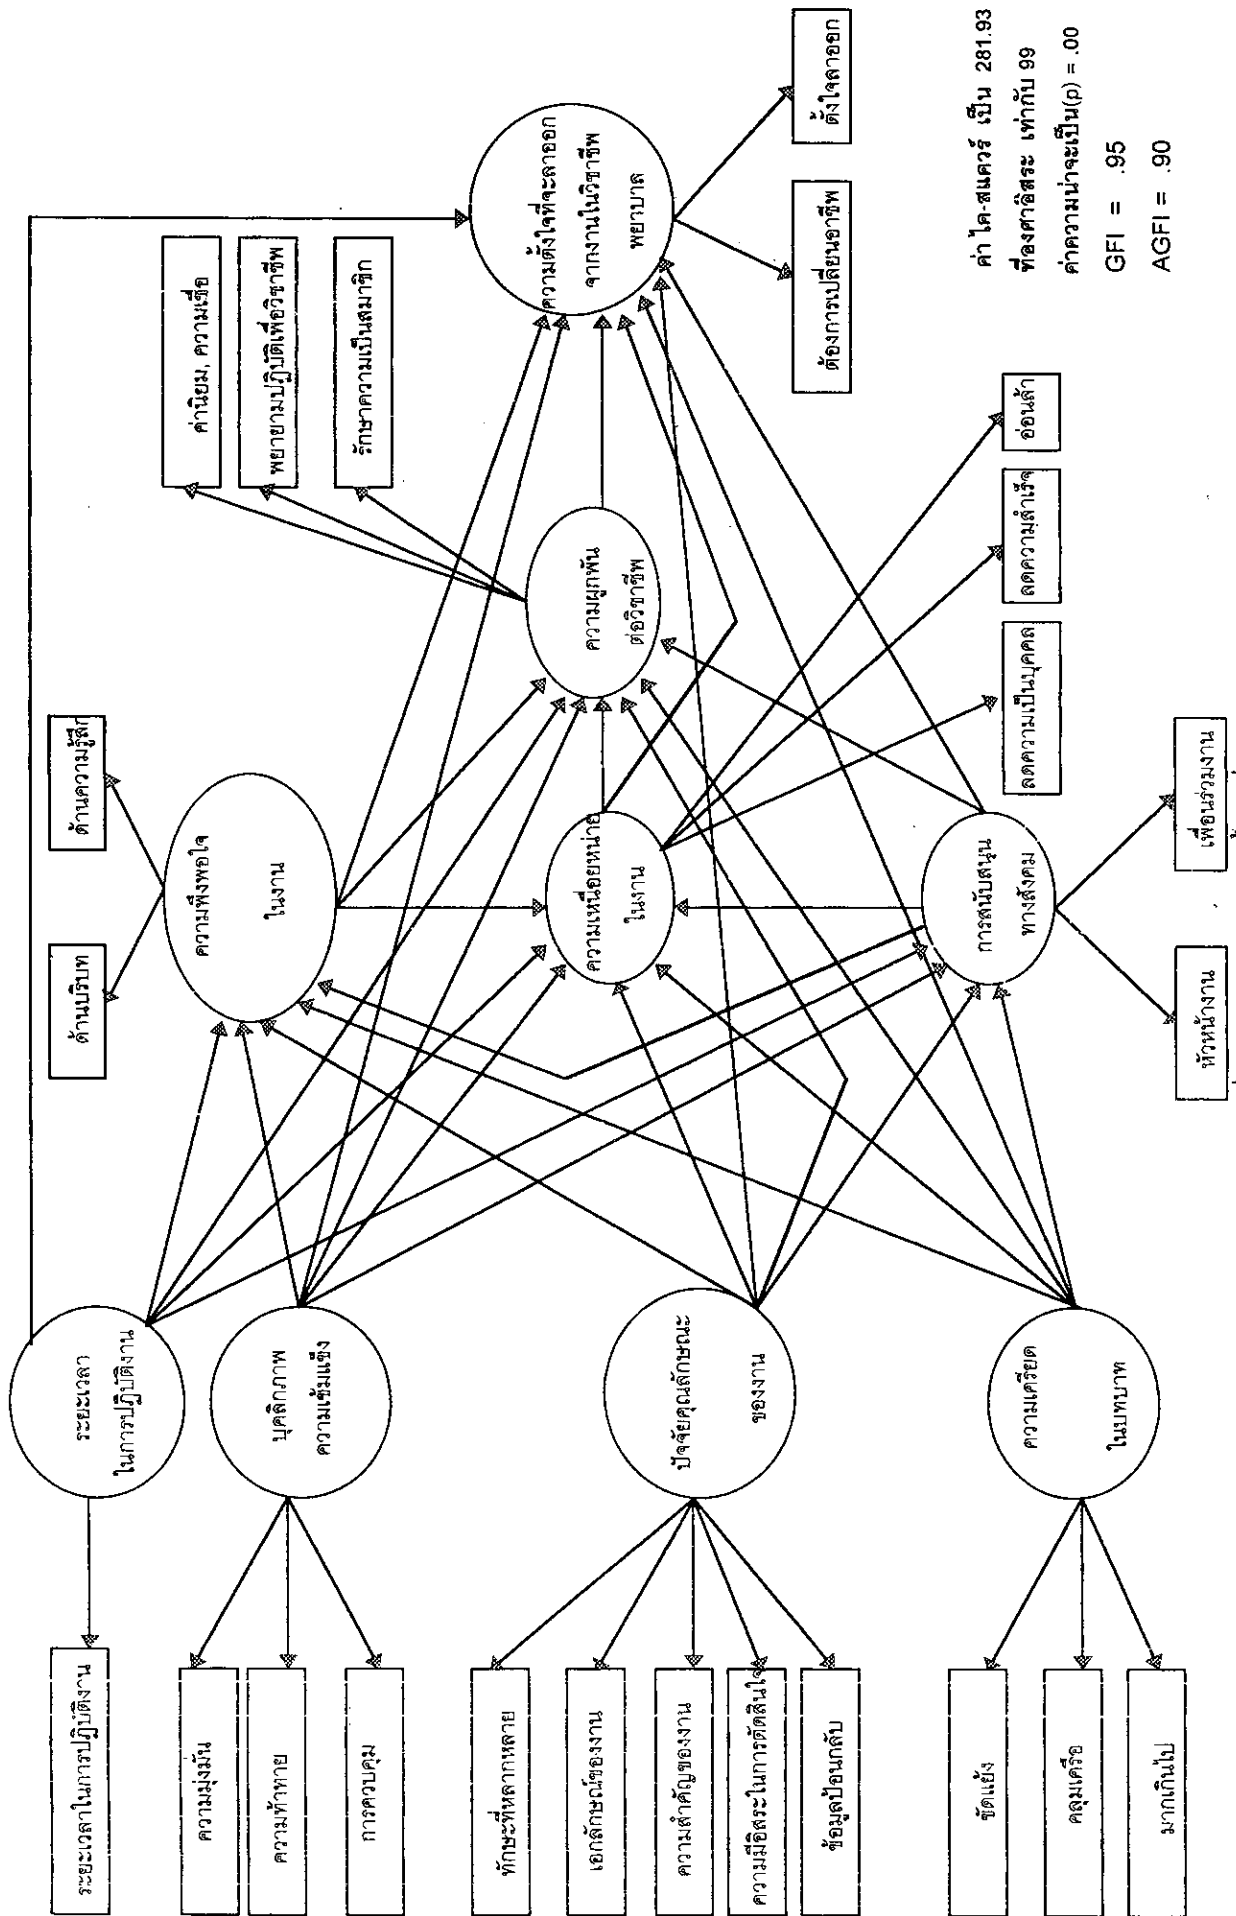 ระยะเวลาในการปฏิบัติงาน
ความมุ่งมั่น
ความท้าทาย
การควบคุม
ทักษะที่หลากหลาย
เอกลักษณ์ของงาน
ความสำคัญของงาน
ความมีอิสระในการตัดสินใจ
ข้อมูลป้อนกลับ
ขัดแย้ง
คลุมเครือ
มากเกินไป
ระยะเวลา
ในการปฏิบัติงาน
บุคลิกภาพ
ความเข้มแข็ง
ปัจจัยคุณลักษณะ
ของงาน
ความเครียด
ในบทบาท
ด้านบริบท
ด้านความรู้สึก
ความพึงพอใจ
ในงาน
ความเหนื่อยหน่าย
ในงาน
การสนับสนุน
ทางสังคม
หัวหน้างาน
เพื่อนร่วมงาน
ความผูกพัน
ต่อวิชาชีพ
ลดความเป็นบุคคล
ลดความสำเร็จ
อ่อนล้า
ค่านิยม, ความเชื่อ
พยายามปฏิบัติเพื่อวิชาชีพ
รักษาความเป็นสมาชิก
ความตั้งใจที่จะลาออก
จากงานในวิชาชีพ
พยาบาล
ต้องการเปลี่ยนอาชีพ
ตั้งใจลาออก
ค่า ไค-สแควร์ เป็น 281.93
ที่องศาอิสระ เท่ากับ 99
ค่าความน่าจะเป็น(p) = .00
GFI = .95
AGFI = .90